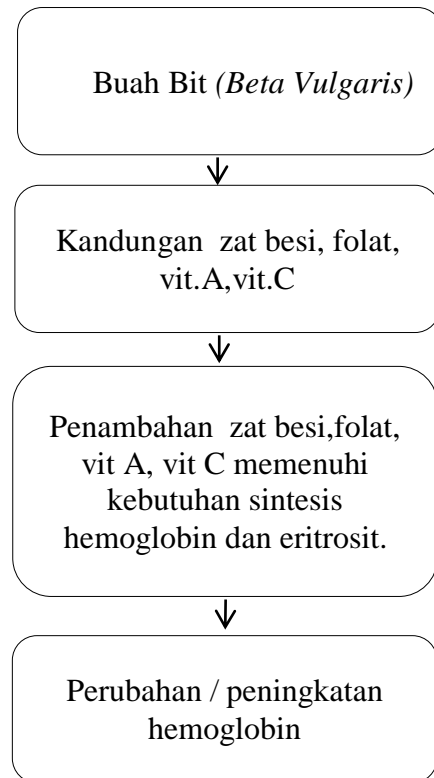 Buah Bit (Beta Vulgaris)
Kandungan zat besi, folat,
vit.A,vit.C
Penambahan zat besi,folat,
vit A, vit C memenuhi
kebutuhan sintesis
hemoglobin dan eritrosit.
Perubahan / peningkatan
hemoglobin